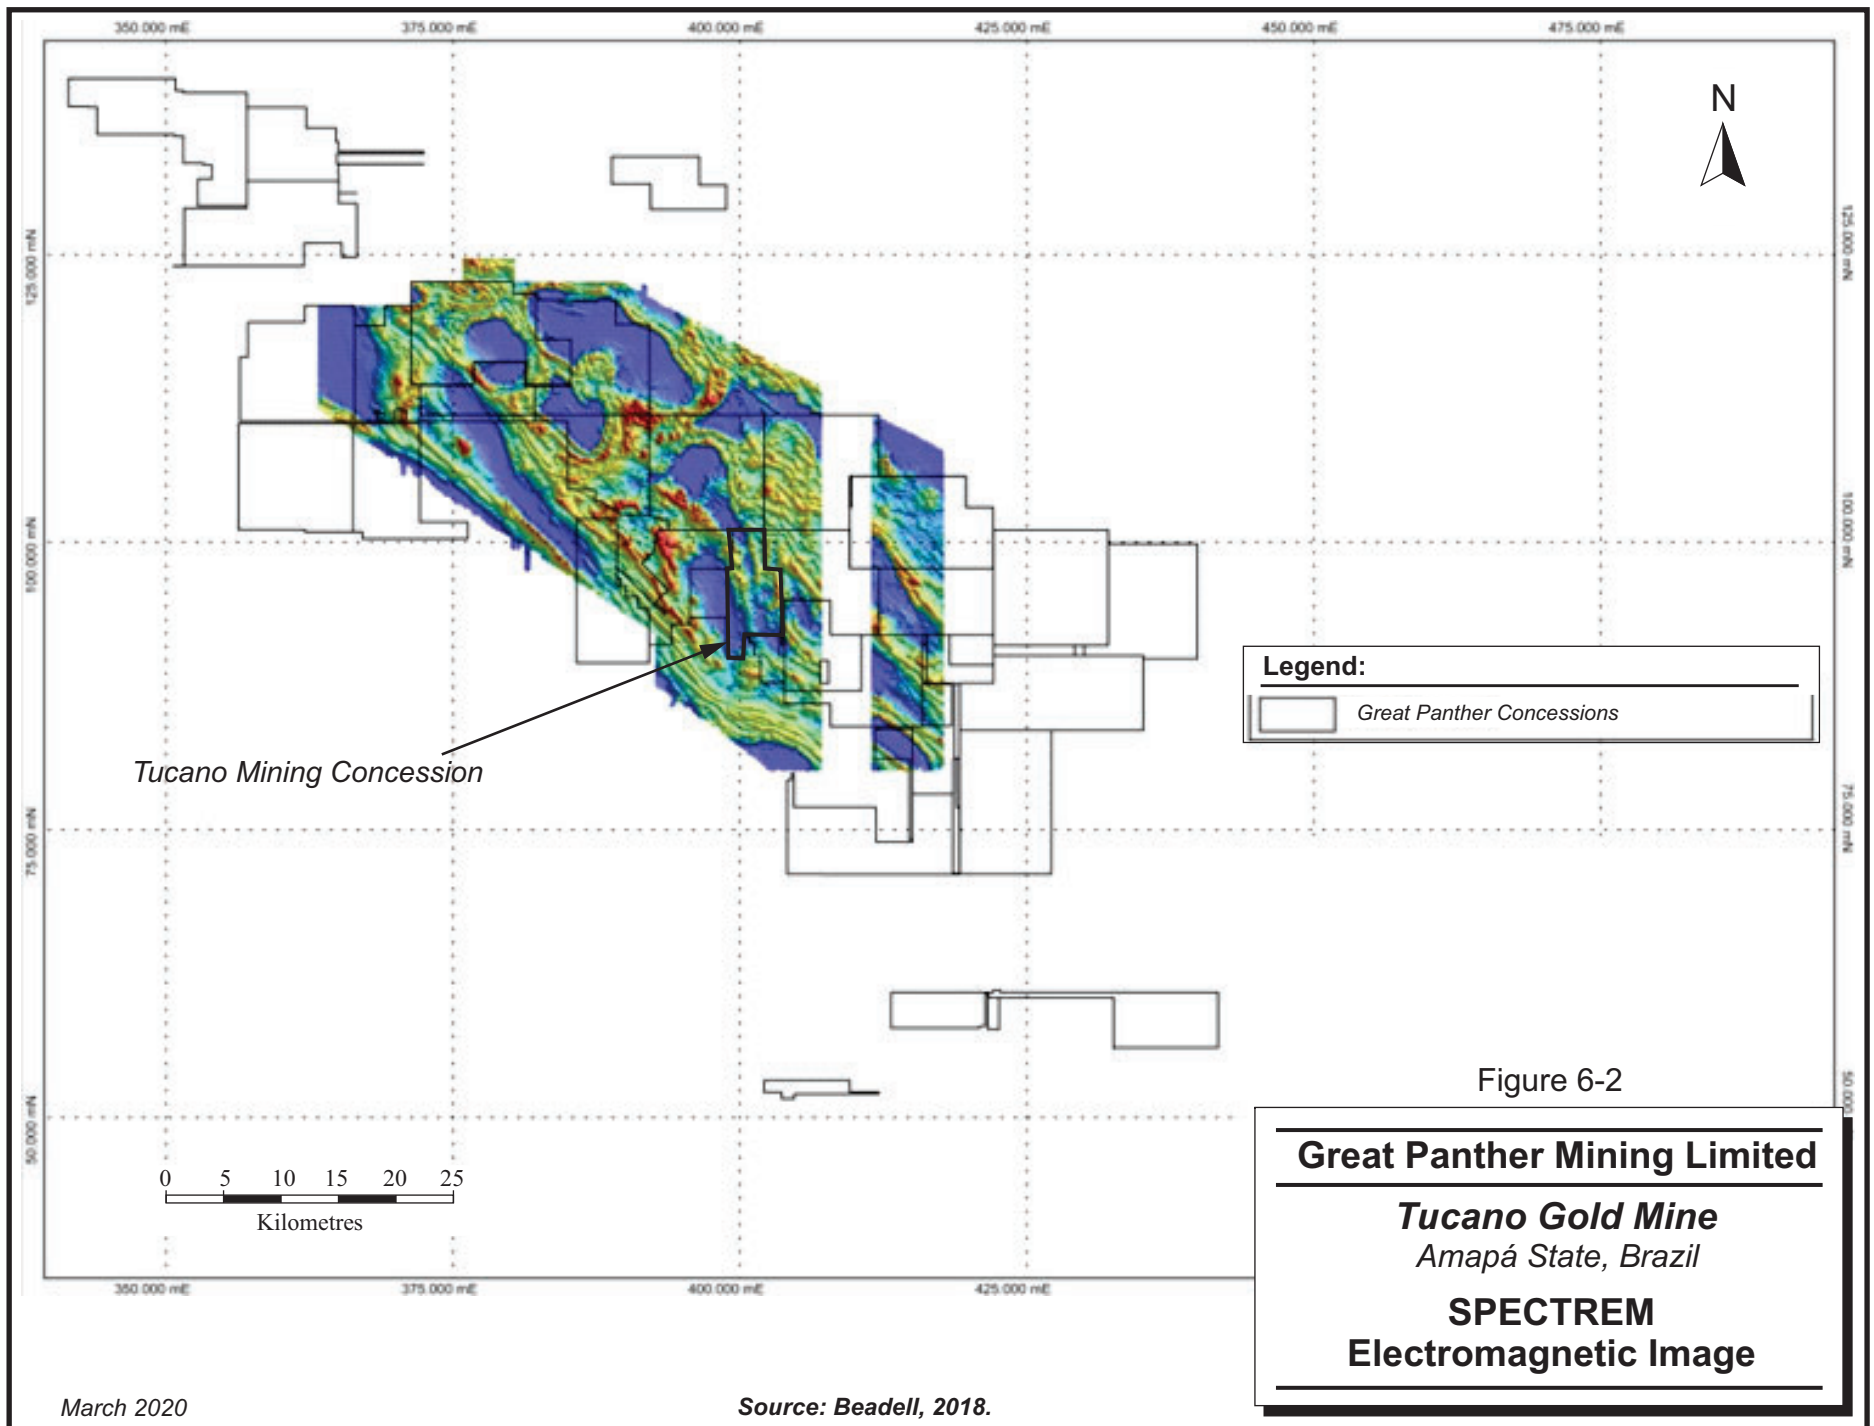 350.000 mE 375.000 mE 400.000 mE 425.000 mE 450.000 mE 475.000 mE
N
125.000 mN
125.000 mN
100.000 mN
100.000 mN
Legend:
Great Panther Concessions
Tucano Mining Concession
75.000 mN
75.000 mN
Figure 6-2
50.000 mN
50.000
Great Panther Mining Limited
0 5 10 15 20 25
Kilometres
Tucano Gold Mine
Amapá State, Brazil
350.000 mE 375.000 mE 400.000 mE 425.000 mE
SPECTREM
Electromagnetic Image
March 2020
Source: Beadell, 2018.